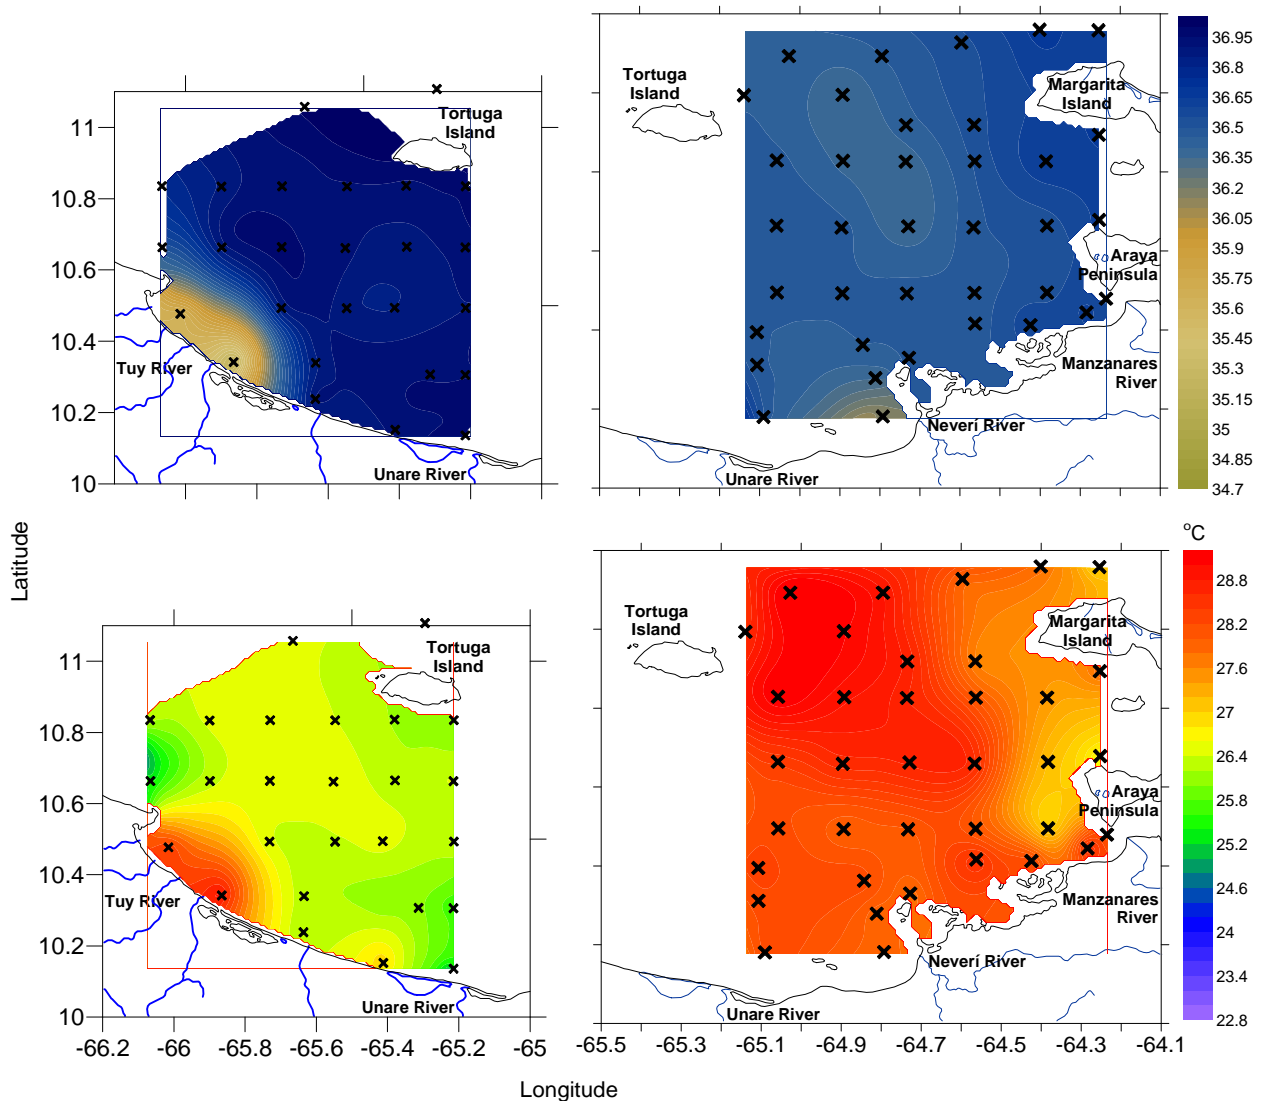 Tortuga
Island
Tuy River
Unare River
11
10.8
10.6
10.4
10.2
10
Tortuga
Island
Margarita
Island
Araya
Peninsula
Manzanares
River
Neverí River
Unare River
36.95
36.8
36.65
36.5
36.35
36.2
36.05
35.9
35.75
35.6
35.45
35.3
35.15
35
34.85
34.7
Latitude
Tortuga
Island
Tuy River
Unare River
11
10.8
10.6
10.4
10.2
10
-66.2 -66 -65.8 -65.6 -65.4 -65.2 -65
Tortuga
Island
Margarita
Island
Araya
Peninsula
Manzanares
River
Neverí River
Unare River
-65.5 -65.3 -65.1 -64.9 -64.7 -64.5 -64.3 -64.1
oC
28.8
28.2
27.6
27
26.4
25.8
25.2
24.6
24
23.4
22.8
Longitude